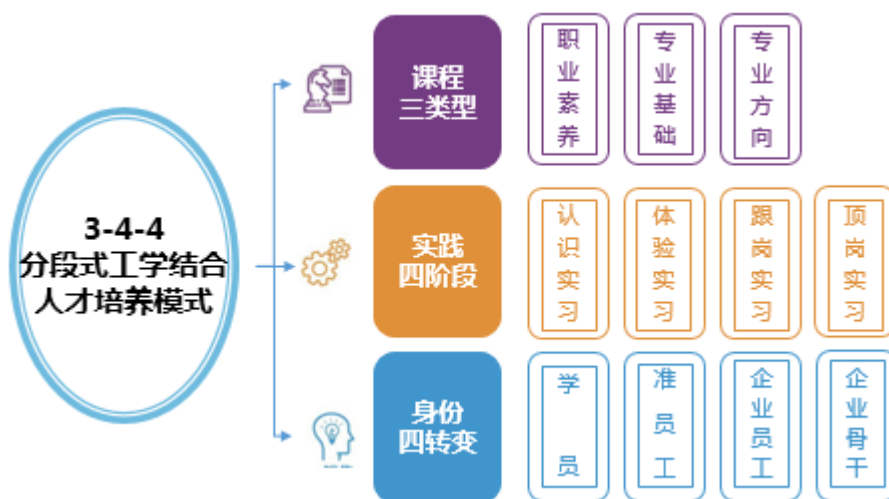 3-4-4
分段式工学结合
人才培养模式
课程
三类型
职业素养
专业基础
专业方向
实践
四阶段
认识实习
体验实习
跟岗实习
顶岗实习
身份
四转变
学员
准员工
企业员工
企业骨干